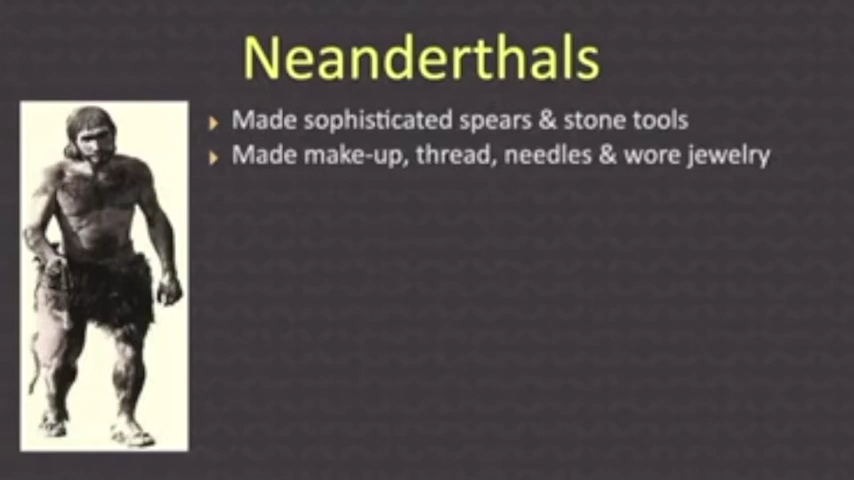 Neanderthals
Made sophisticated spears & stone tools
Made make-up, thread, needles & wore jewelry